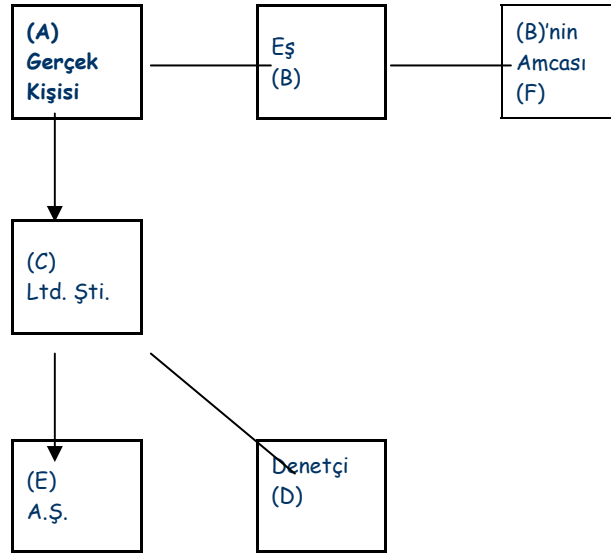 (A)
Gerçek
Kişisi
Eş
(B)
(B)’nin
Amcası
(F)
(C)
Ltd. Şti.
(E)
A.Ş.
Denetçi
(D)